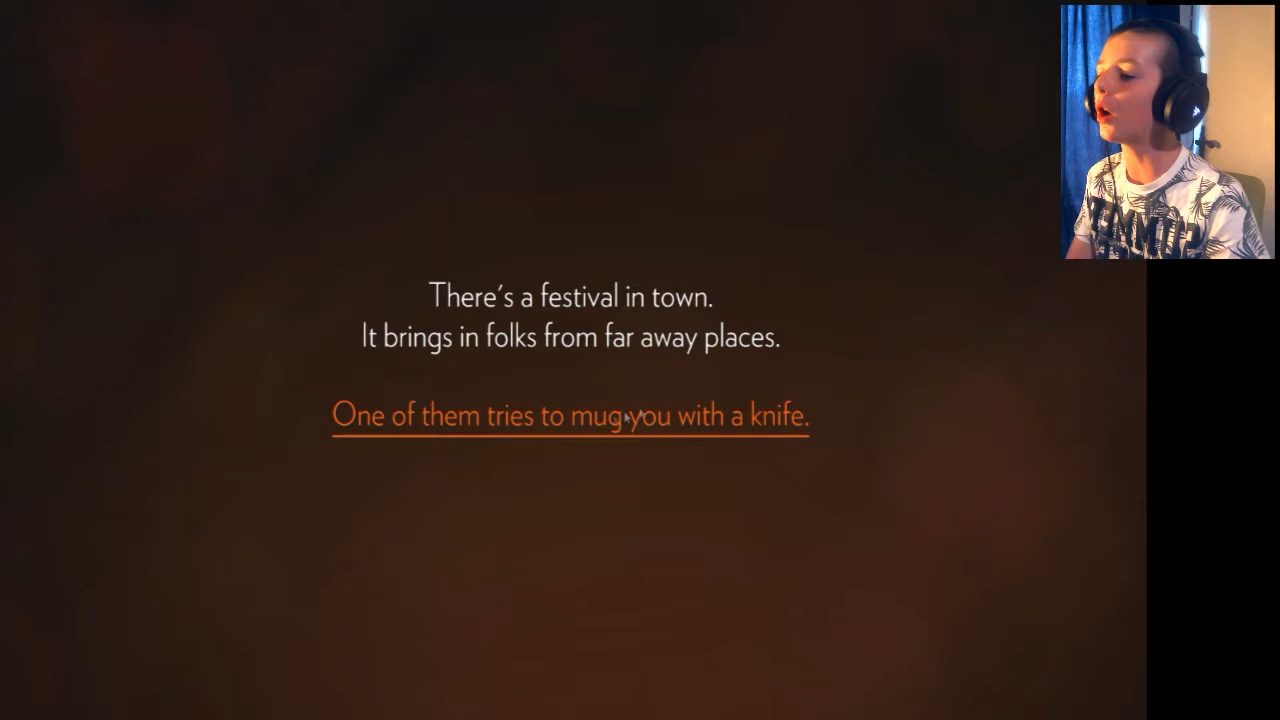 There's a festival in town.
It brings in folks from far away places.
One of them tries to mug you with a knife.